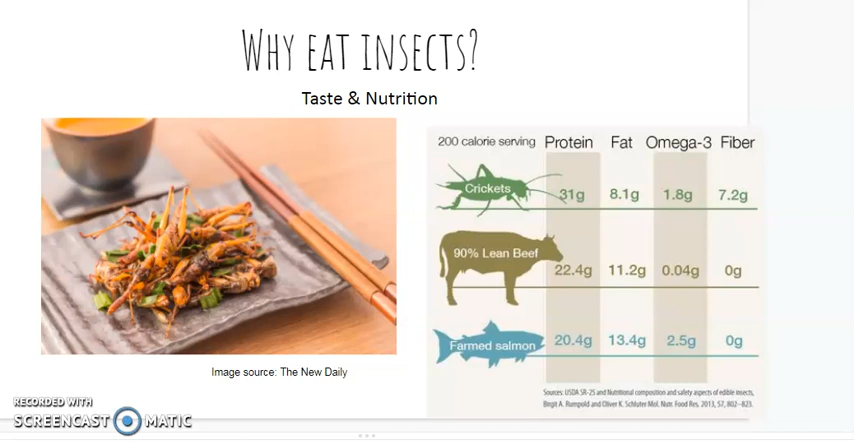 WHY EAT INSECTS?
Taste & Nutrition
200 calorie serving Protein Fat Omega-3 Fiber
Crickets 31g 8.1g 1.8g 7.2g
90% Lean Beef 22.4g 11.2g 0.04g 0g
Farmed salmon 20.4g 13.4g 2.5g 0g
Image source: The New Daily
Sources: USDA SR-25 and Nutritional composition and safety aspects of edible insects,
Birgit A. Rumpold and Oliver K. Schluter Mol. Nutr. Food Res. 2013, 57, 802–823.
RECORDED WITH
SCREENCAST MATIC